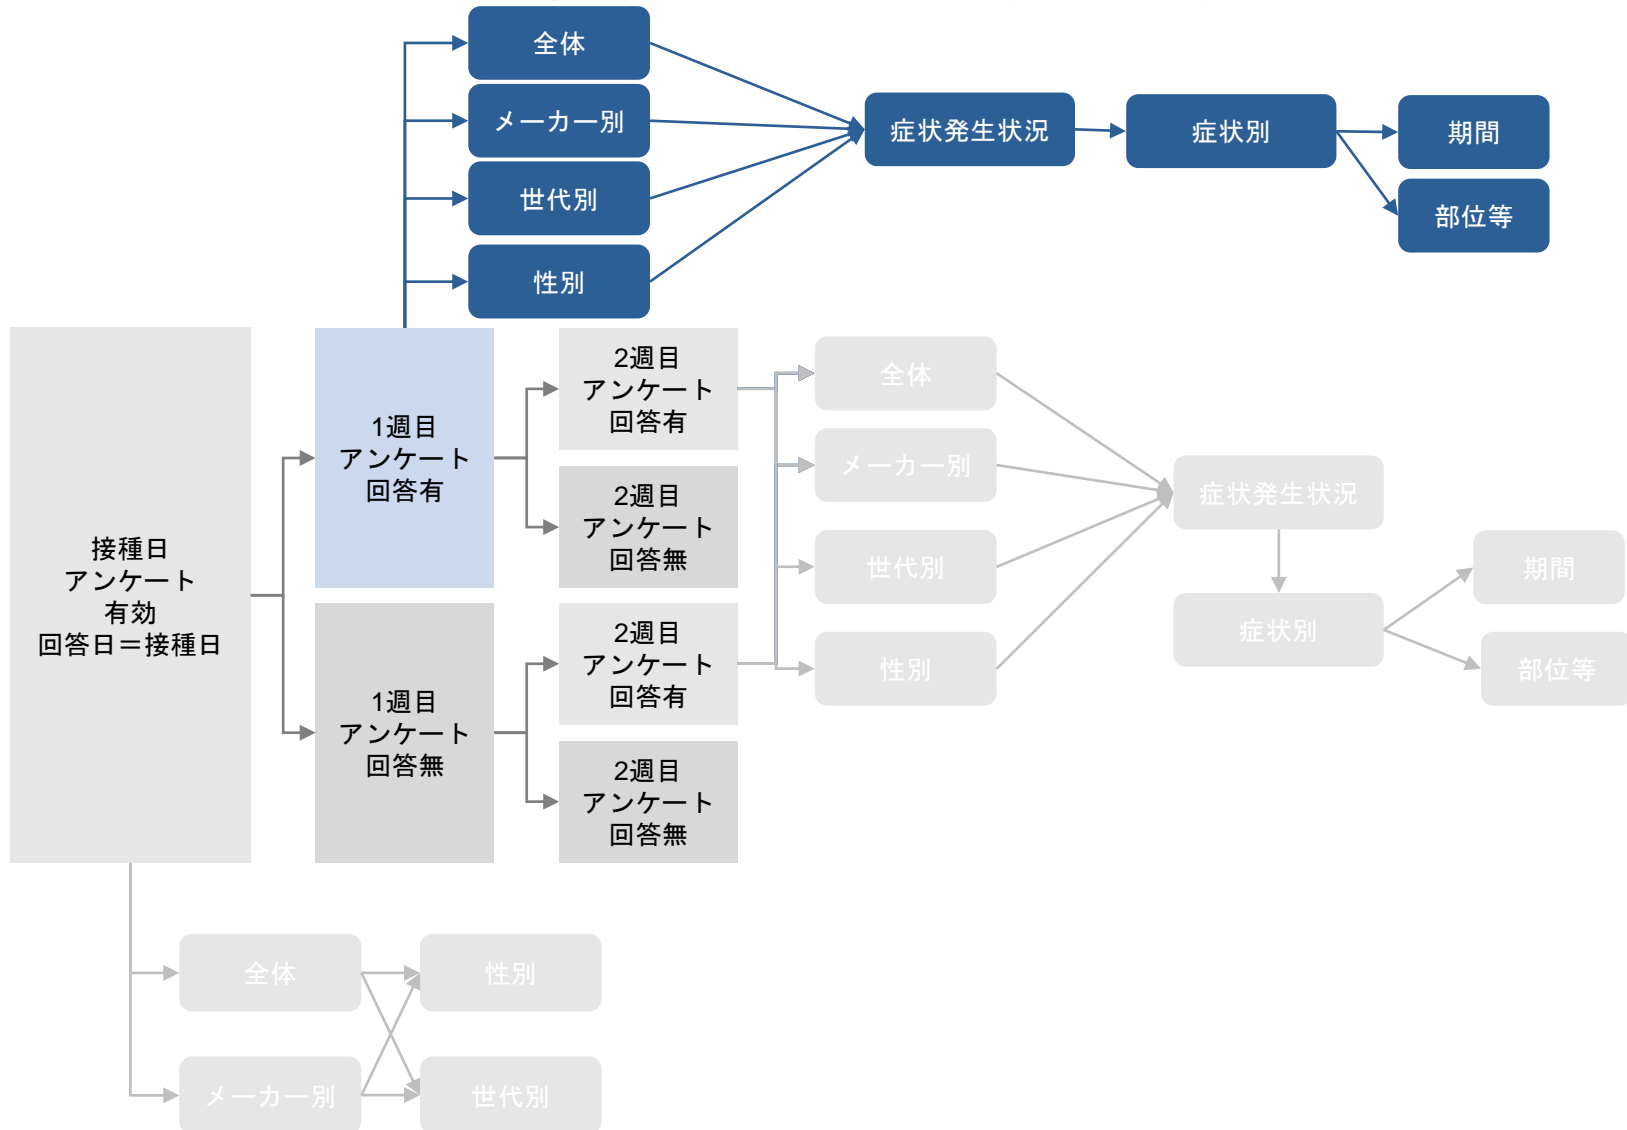 全体
メーカー別
世代別
性別
症状発生状況
症状別
期間
部位等
接種日
アンケート
有効
回答日＝接種日
1週目
アンケート
回答有
1週目
アンケート
回答無
2週目
アンケート
回答有
2週目
アンケート
回答無
2週目
アンケート
回答有
2週目
アンケート
回答無
全体
メーカー別
世代別
性別
症状発生状況
症状別
期間
部位等
全体
メーカー別
性別
世代別